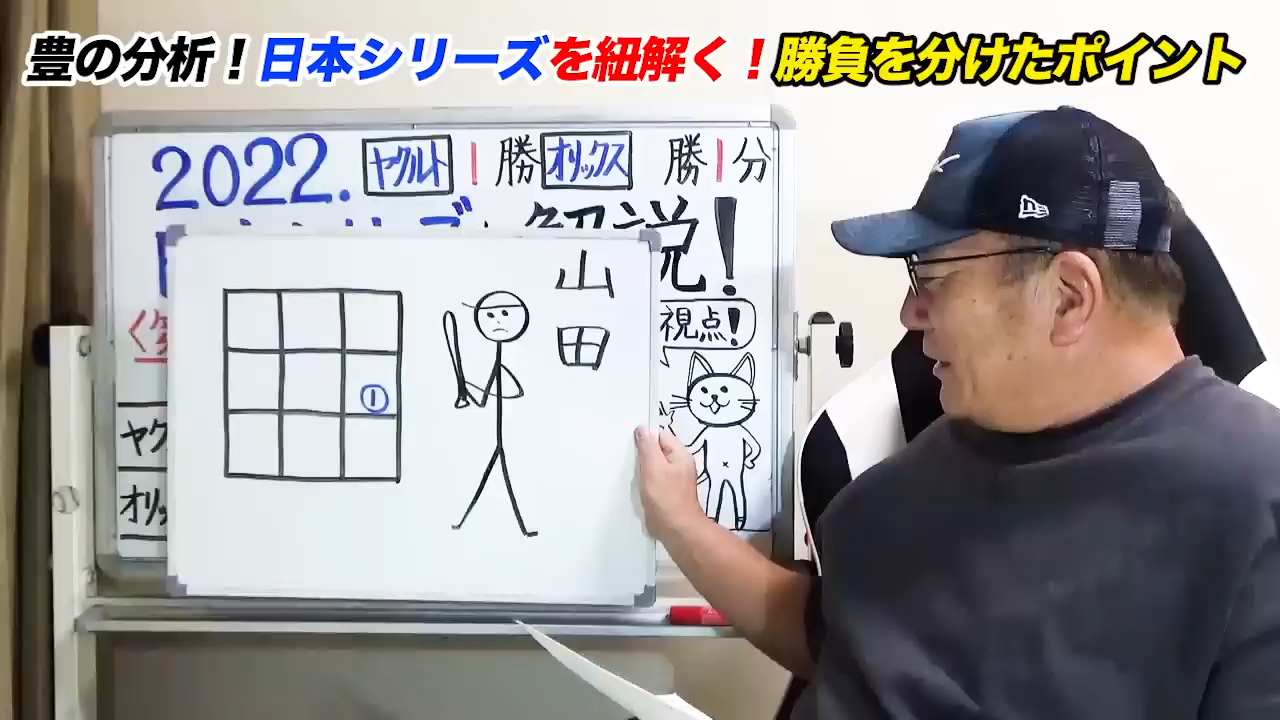 豊の分析!日本シリーズを紐解く!勝負を分けたポイント
2022. ヤクルト 1勝 オリックス 勝1分
説!
山田
視点!
①
ヤク
オリッ